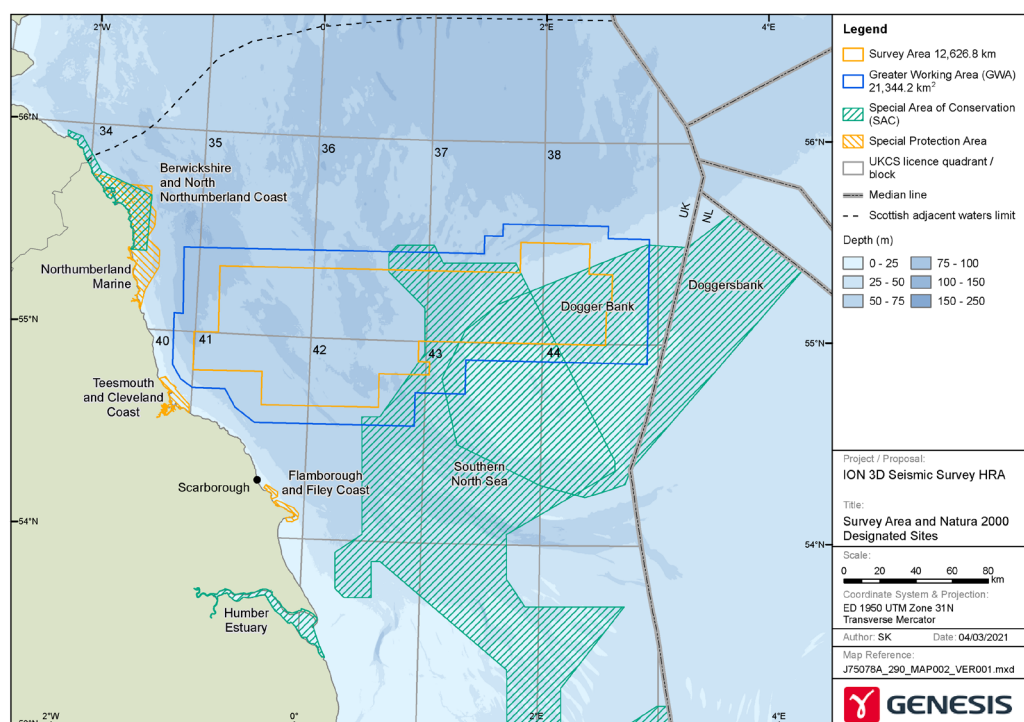 2°W
0°
2°E
4°E
56°N
56°N
34
35
36
37
38
Berwickshire
and North
Northumberland Coast
UK
NL
Northumberland
Marine
Doggersbank
Dogger Bank
55°N
55°N
40
41
42
43
44
Teesmouth
and Cleveland
Coast
Scarborough
Flamborough
and Filey Coast
Southern
North Sea
54°N
54°N
Humber
Estuary
2°W
0°
2°E
4°E
Legend
Survey Area 12,626.8 km
Greater Working Area (GWA)
21,344.2 km²
Special Area of Conservation
(SAC)
Special Protection Area
UKCS licence quadrant /
block
Median line
Scottish adjacent waters limit
Depth (m)
0 - 25
75 - 100
25 - 50
100 - 150
50 - 75
150 - 250
Project / Proposal:
ION 3D Seismic Survey HRA
Title:
Survey Area and Natura 2000
Designated Sites
Scale:
0 20 40 60 80
km
Coordinate System & Projection:
ED 1950 UTM Zone 31N
Transverse Mercator
Author: SK Date: 04/03/2021
Map Reference:
J75078A_290_MAP002_VER001.mxd
GENESIS